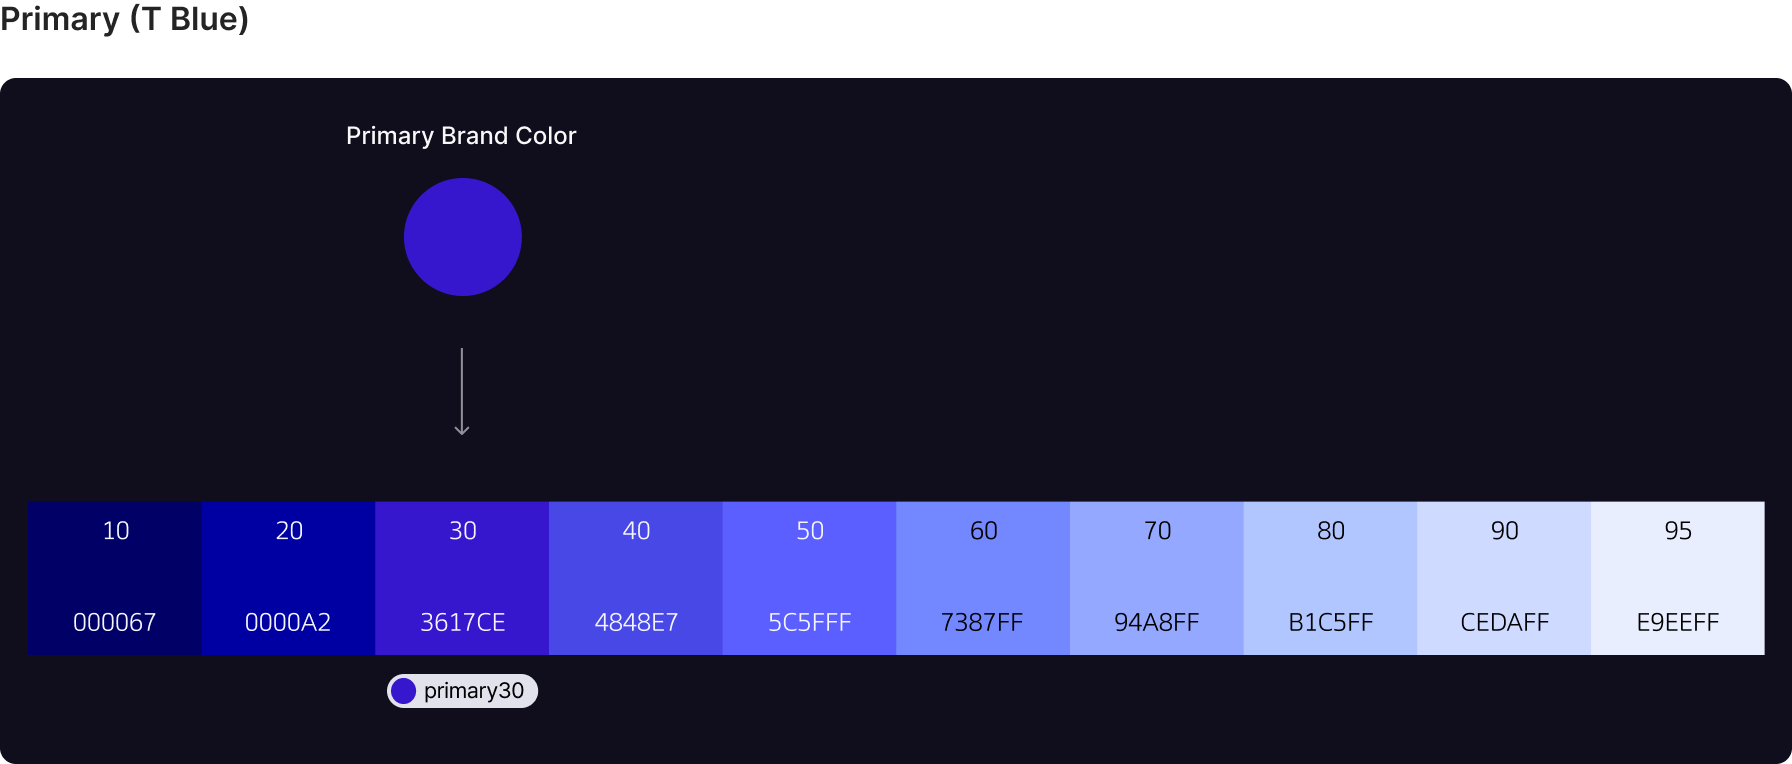 Primary (T Blue)
Primary Brand Color
10 20 30 40 50 60 70 80 90 95
000067 0000A2 3617CE 4848E7 5C5FFF 7387FF 94A8FF B1C5FF CEDAFF E9EEFF
primary30